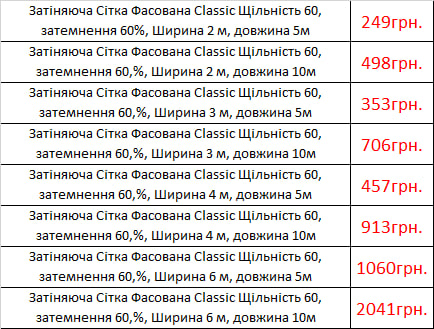 Затіняюча Сітка Фасована Classic Щільність 60,
затемнення 60%, Ширина 2 м, довжина 5м
249грн.
Затіняюча Сітка Фасована Classic Щільність 60,
затемнення 60,%, Ширина 2 м, довжина 10м
498грн.
Затіняюча Сітка Фасована Classic Щільність 60,
затемнення 60,%, Ширина 3 м, довжина 5м
353грн.
Затіняюча Сітка Фасована Classic Щільність 60,
затемнення 60,%, Ширина 3 м, довжина 10м
706грн.
Затіняюча Сітка Фасована Classic Щільність 60,
затемнення 60,%, Ширина 4 м, довжина 5м
457грн.
Затіняюча Сітка Фасована Classic Щільність 60,
затемнення 60,%, Ширина 4 м, довжина 10м
913грн.
Затіняюча Сітка Фасована Classic Щільність 60,
затемнення 60,%, Ширина 6 м, довжина 5м
1060грн.
Затіняюча Сітка Фасована Classic Щільність 60,
затемнення 60,%, Ширина 6 м, довжина 10м
2041грн.